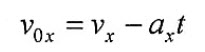 v₀ₓ = vₓ − aₓt